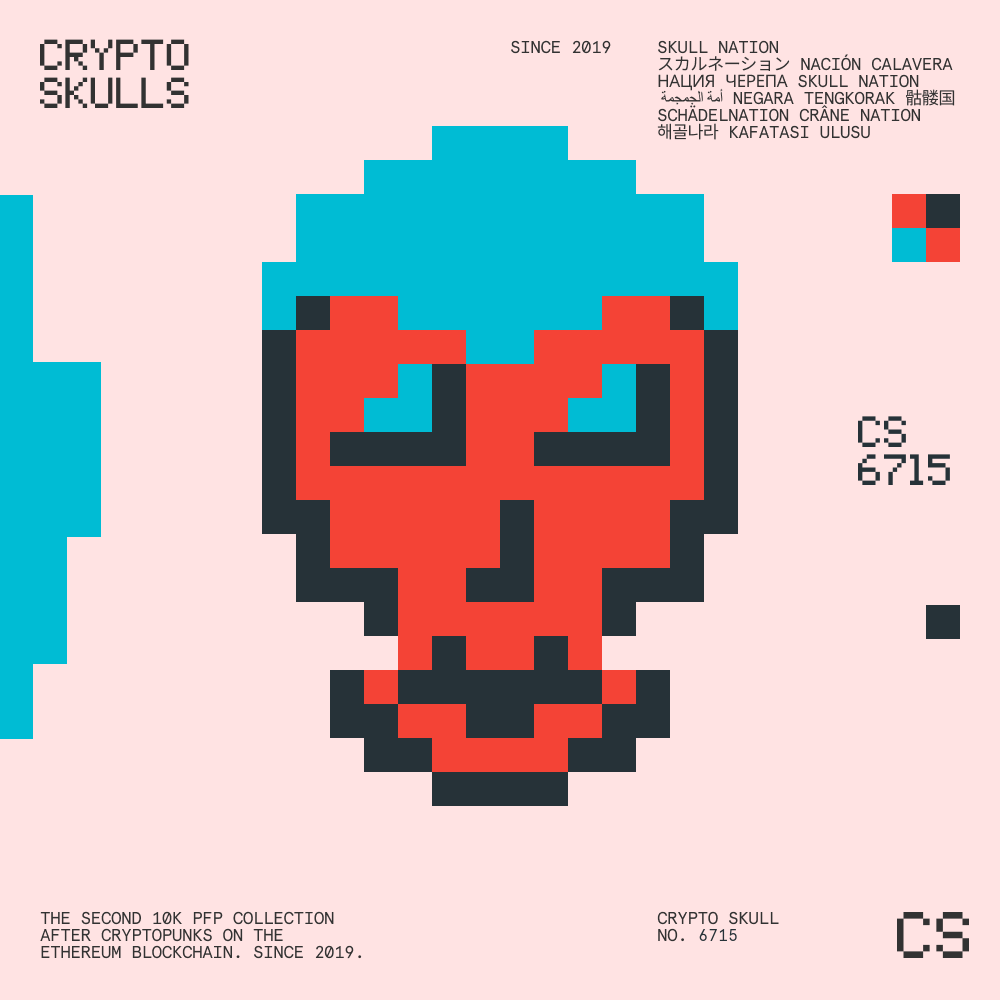 CRYPTO
SKULLS
SINCE 2019
SKULL NATION
スカルネーション NACIÓN CALAVERA
НАЦИЯ ЧЕРЕПА SKULL NATION
أمة الجمجمة NEGARA TENGKORAK 骷髅国
SCHÄDELNATION CRÂNE NATION
해골나라 KAFATASI ULUSU
CS
6715
THE SECOND 10K PFP COLLECTION
AFTER CRYPTOPUNKS ON THE
ETHEREUM BLOCKCHAIN. SINCE 2019.
CRYPTO SKULL
NO. 6715
CS